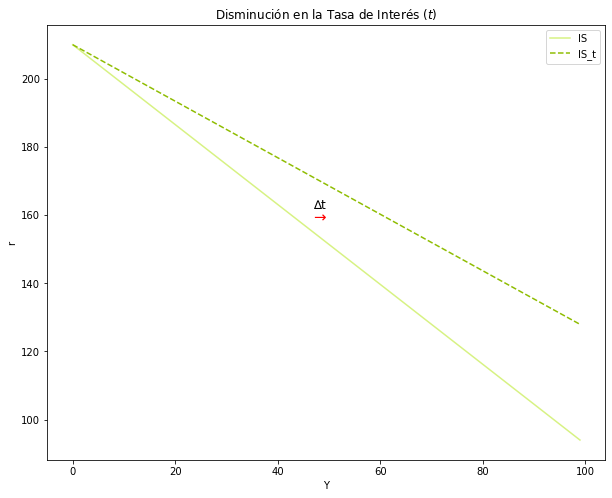 Disminución en la Tasa de Interés (t)
IS
IS_t
200
180
160
140
120
100
r
Δt
→
0
20
40
60
80
100
Y